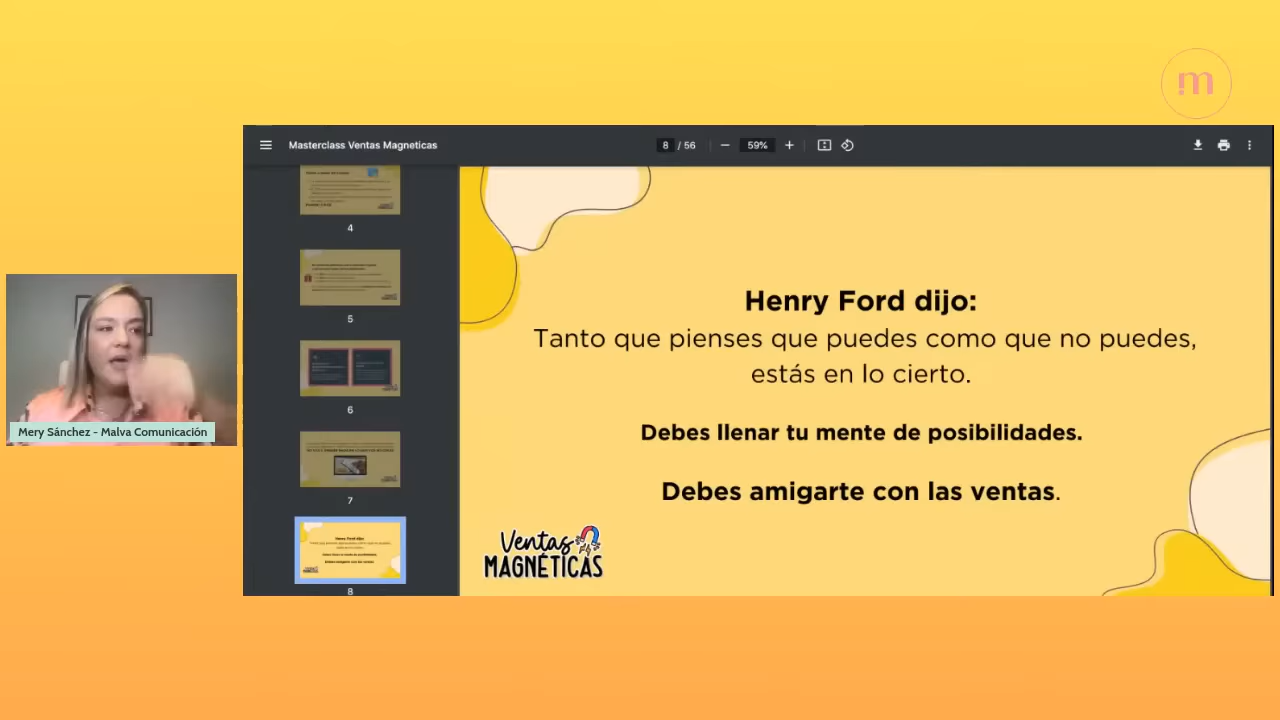 m
Masterclass Ventas Magneticas
8 / 56
59%
4
5
6
7
8
Henry Ford dijo:
Tanto que pienses que puedes como que no puedes,
estás en lo cierto.
Debes llenar tu mente de posibilidades.
Debes amigarte con las ventas.
Ventas
MAGNÉTICAS
Mery Sánchez - Malva Comunicación